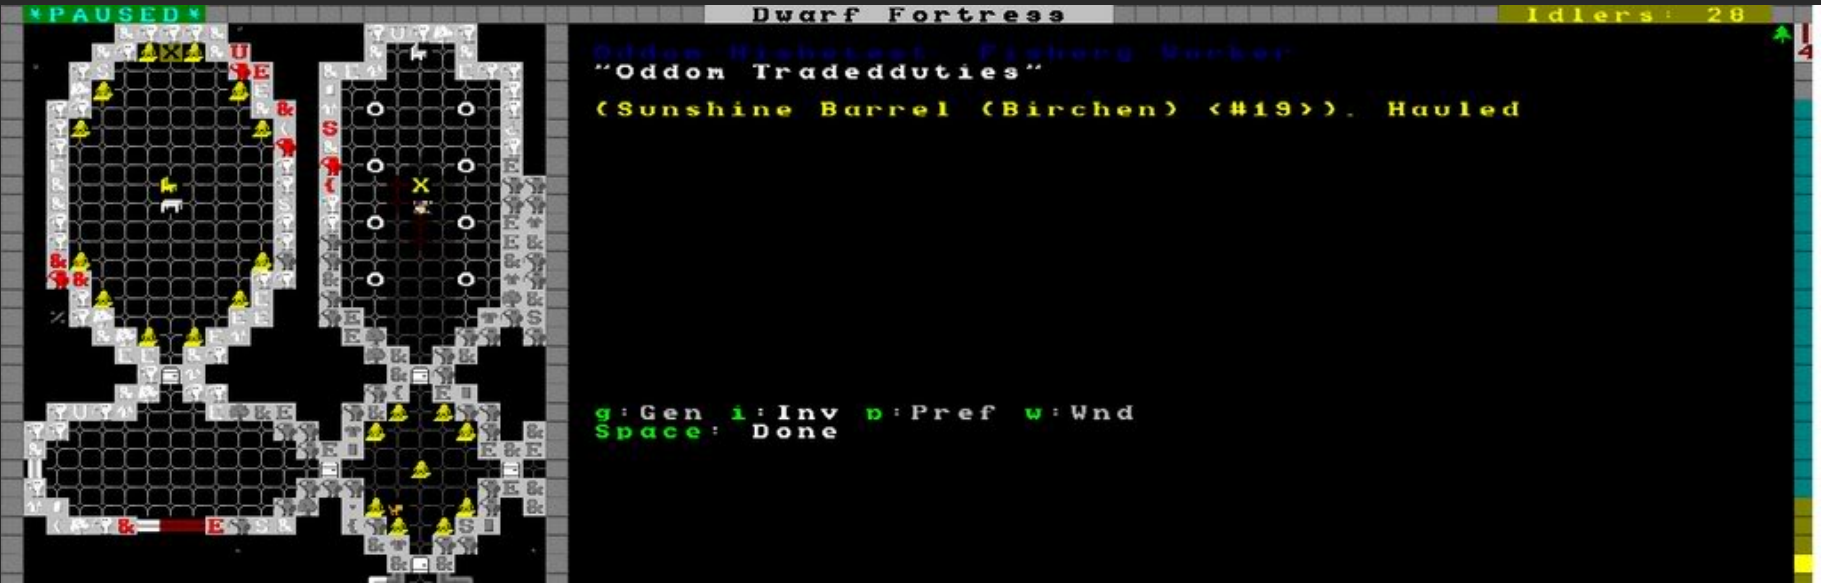 *PAUSED*
Dwarf Fortress
Idlers: 28
"Oddom Tradedduties"
(Sunshine Barrel (Birchen) <#19>). Hauled
g:Gen i:Inv p:Pref w:Wnd
Space: Done